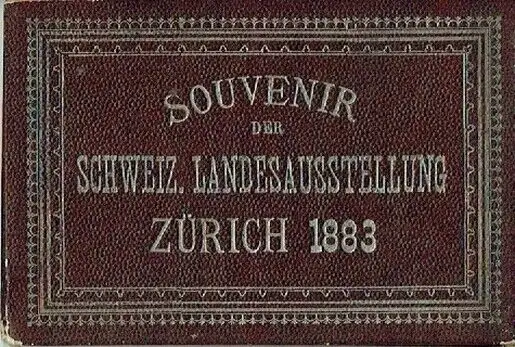 SOUVENIR
DER
SCHWEIZ. LANDESAUSSTELLUNG
ZÜRICH 1883